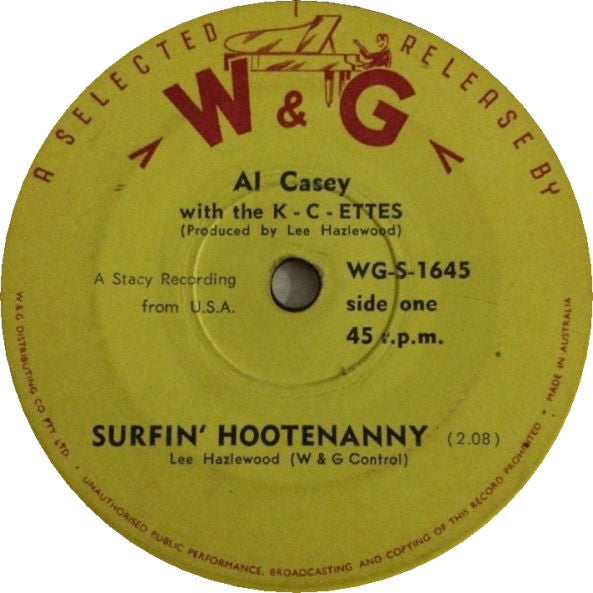 A SELECTED RELEASE BY
W & G
Al Casey
with the K - C - ETTES
(Produced by Lee Hazlewood)
A Stacy Recording
from U.S.A.
WG-S-1645
side one
45 r.p.m.
SURFIN' HOOTENANNY (2.08)
Lee Hazlewood (W & G Control)
W & G DISTRIBUTING CO PTY LTD. • UNAUTHORISED PUBLIC PERFORMANCE, BROADCASTING AND COPYING OF THIS RECORD PROHIBITED • MADE IN AUSTRALIA